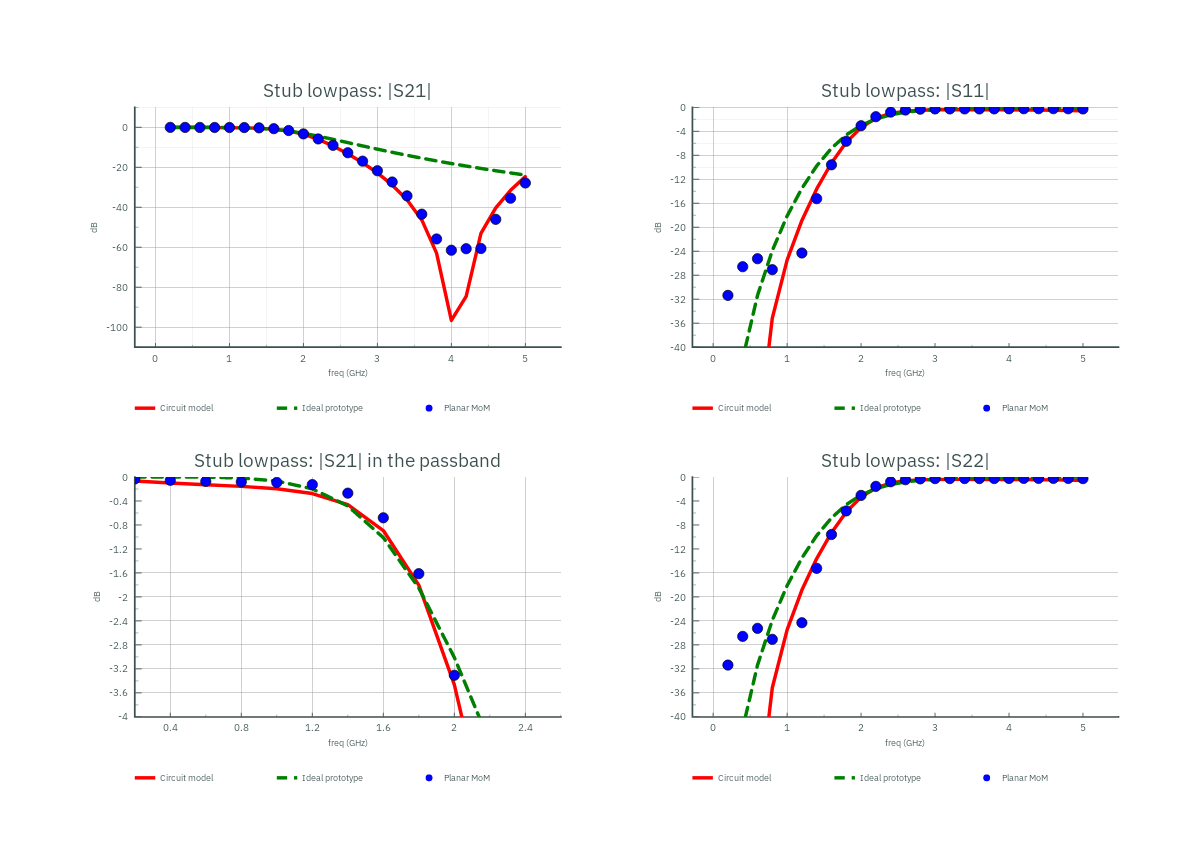 Stub lowpass: |S21|
0
-20
-40
-60
-80
-100
dB
0 1 2 3 4 5
freq (GHz)
Circuit model Ideal prototype Planar MoM
Stub lowpass: |S11|
0
-4
-8
-12
-16
-20
-24
-28
-32
-36
-40
dB
0 1 2 3 4 5
freq (GHz)
Circuit model Ideal prototype Planar MoM
Stub lowpass: |S21| in the passband
0
-0.4
-0.8
-1.2
-1.6
-2
-2.4
-2.8
-3.2
-3.6
-4
dB
0.4 0.8 1.2 1.6 2 2.4
freq (GHz)
Circuit model Ideal prototype Planar MoM
Stub lowpass: |S22|
0
-4
-8
-12
-16
-20
-24
-28
-32
-36
-40
dB
0 1 2 3 4 5
freq (GHz)
Circuit model Ideal prototype Planar MoM